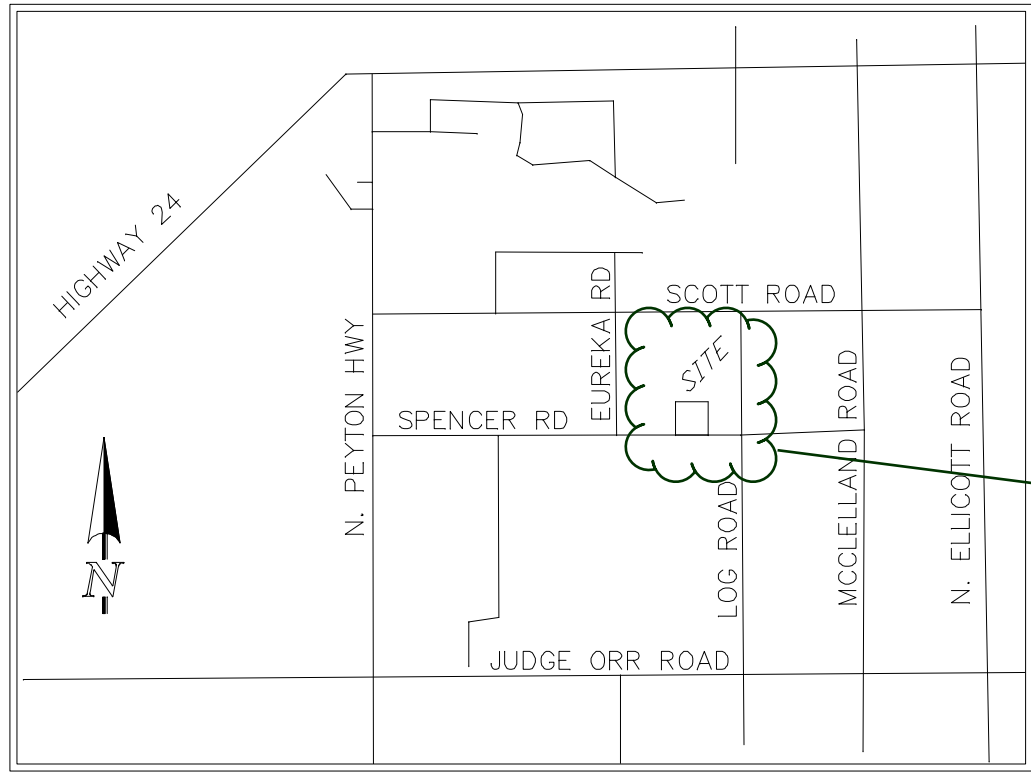 HIGHWAY 24
SCOTT ROAD
EUREKA RD
SITE
N. PEYTON HWY
SPENCER RD
MCCLELLAND ROAD
N. ELLICOTT ROAD
LOG ROAD
N
JUDGE ORR ROAD